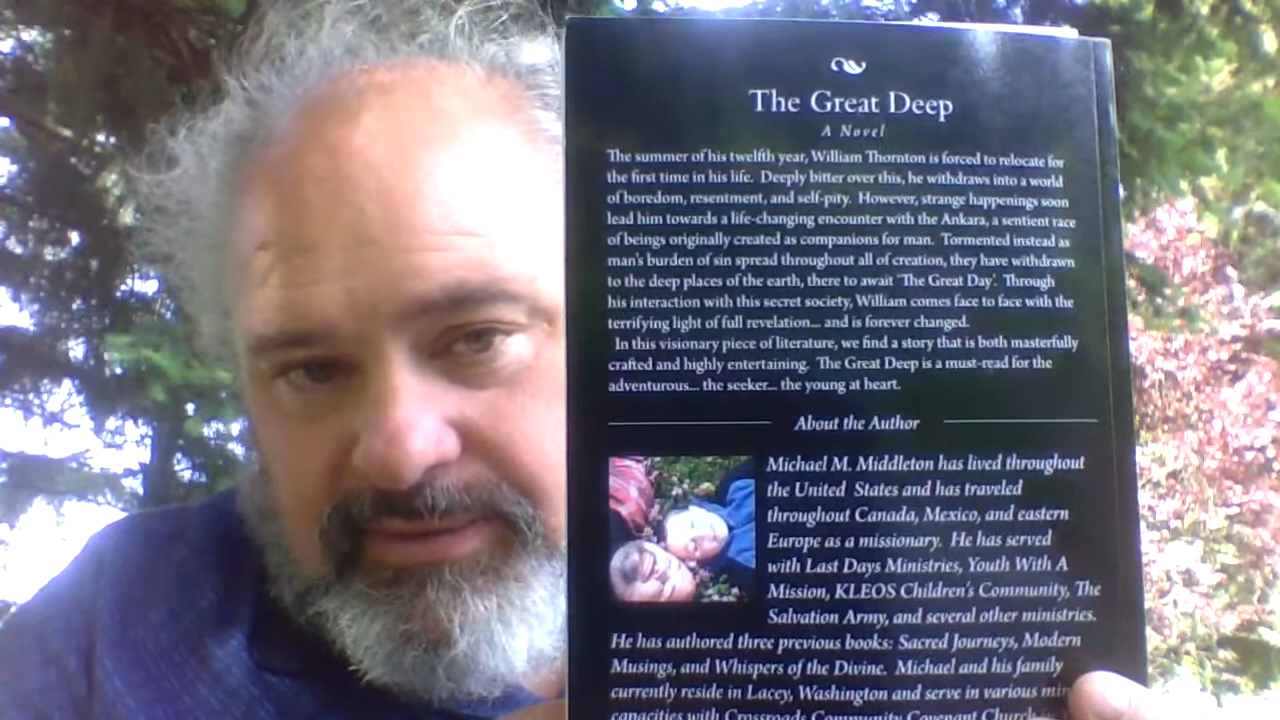 The Great Deep
A Novel
The summer of his twelfth year, William Thornton is forced to relocate for
the first time in his life. Deeply bitter over this, he withdraws into a world
of boredom, resentment, and self-pity. However, strange happenings soon
lead him towards a life-changing encounter with the Ankara, a sentient race
of beings originally created as companions for man. Tormented instead as
man's burden of sin spread throughout all of creation, they have withdrawn
to the deep places of the earth, there to await 'The Great Day'. Through
his interaction with this secret society, William comes face to face with the
terrifying light of full revelation... and is forever changed.
In this visionary piece of literature, we find a story that is both masterfully
crafted and highly entertaining. The Great Deep is a must-read for the
adventurous... the seeker... the young at heart.
About the Author
Michael M. Middleton has lived throughout
the United States and has traveled
throughout Canada, Mexico, and eastern
Europe as a missionary. He has served
with Last Days Ministries, Youth With A
Mission, KLEOS Children's Community, The
Salvation Army, and several other ministries.
He has authored three previous books: Sacred Journeys, Modern
Musings, and Whispers of the Divine. Michael and his family
currently reside in Lacey, Washington and serve in various
capacities with Crossroads Community Covenant Church